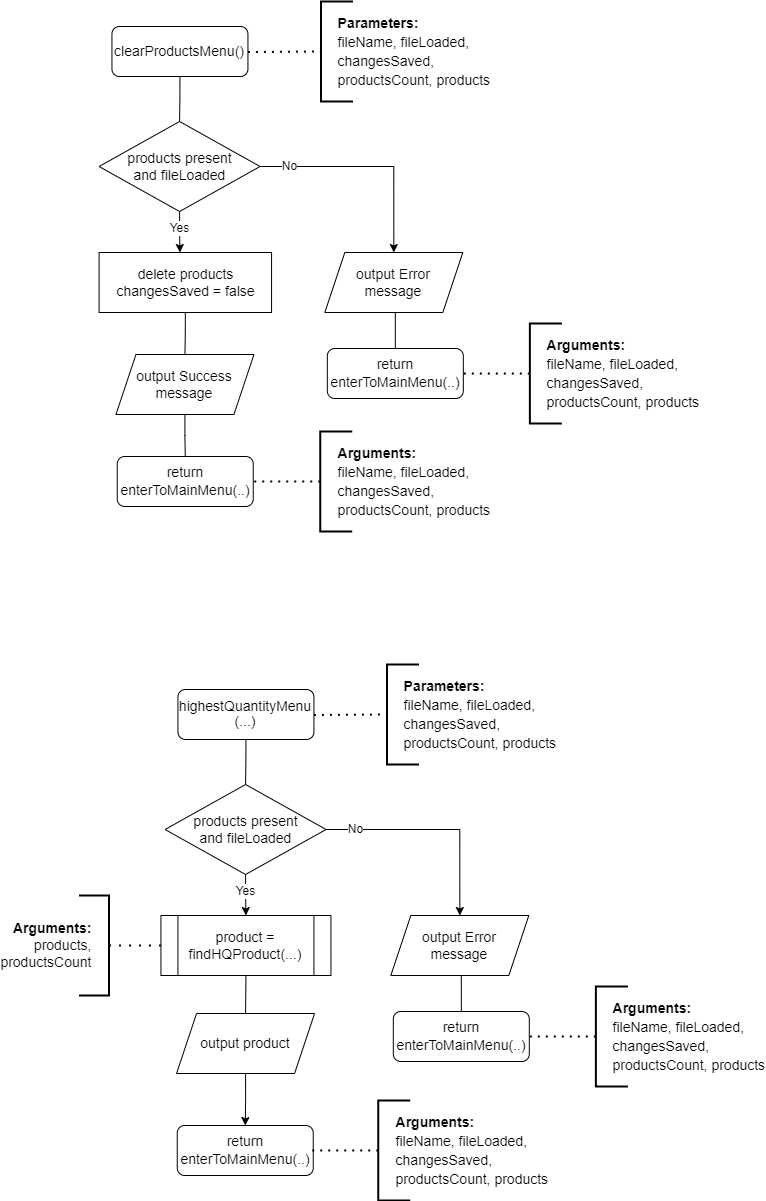 clearProductsMenu()
Parameters:
fileName, fileLoaded,
changesSaved,
productsCount, products
products present
and fileLoaded
No
Yes
delete products
changesSaved = false
output Error
message
output Success
message
return
enterToMainMenu(..)
Arguments:
fileName, fileLoaded,
changesSaved,
productsCount, products
return
enterToMainMenu(..)
Arguments:
fileName, fileLoaded,
changesSaved,
productsCount, products
highestQuantityMenu
(...)
Parameters:
fileName, fileLoaded,
changesSaved,
productsCount, products
products present
and fileLoaded
No
Yes
Arguments:
products,
productsCount
product =
findHQProduct(...)
output Error
message
output product
return
enterToMainMenu(..)
Arguments:
fileName, fileLoaded,
changesSaved,
productsCount, products
return
enterToMainMenu(..)
Arguments:
fileName, fileLoaded,
changesSaved,
productsCount, products